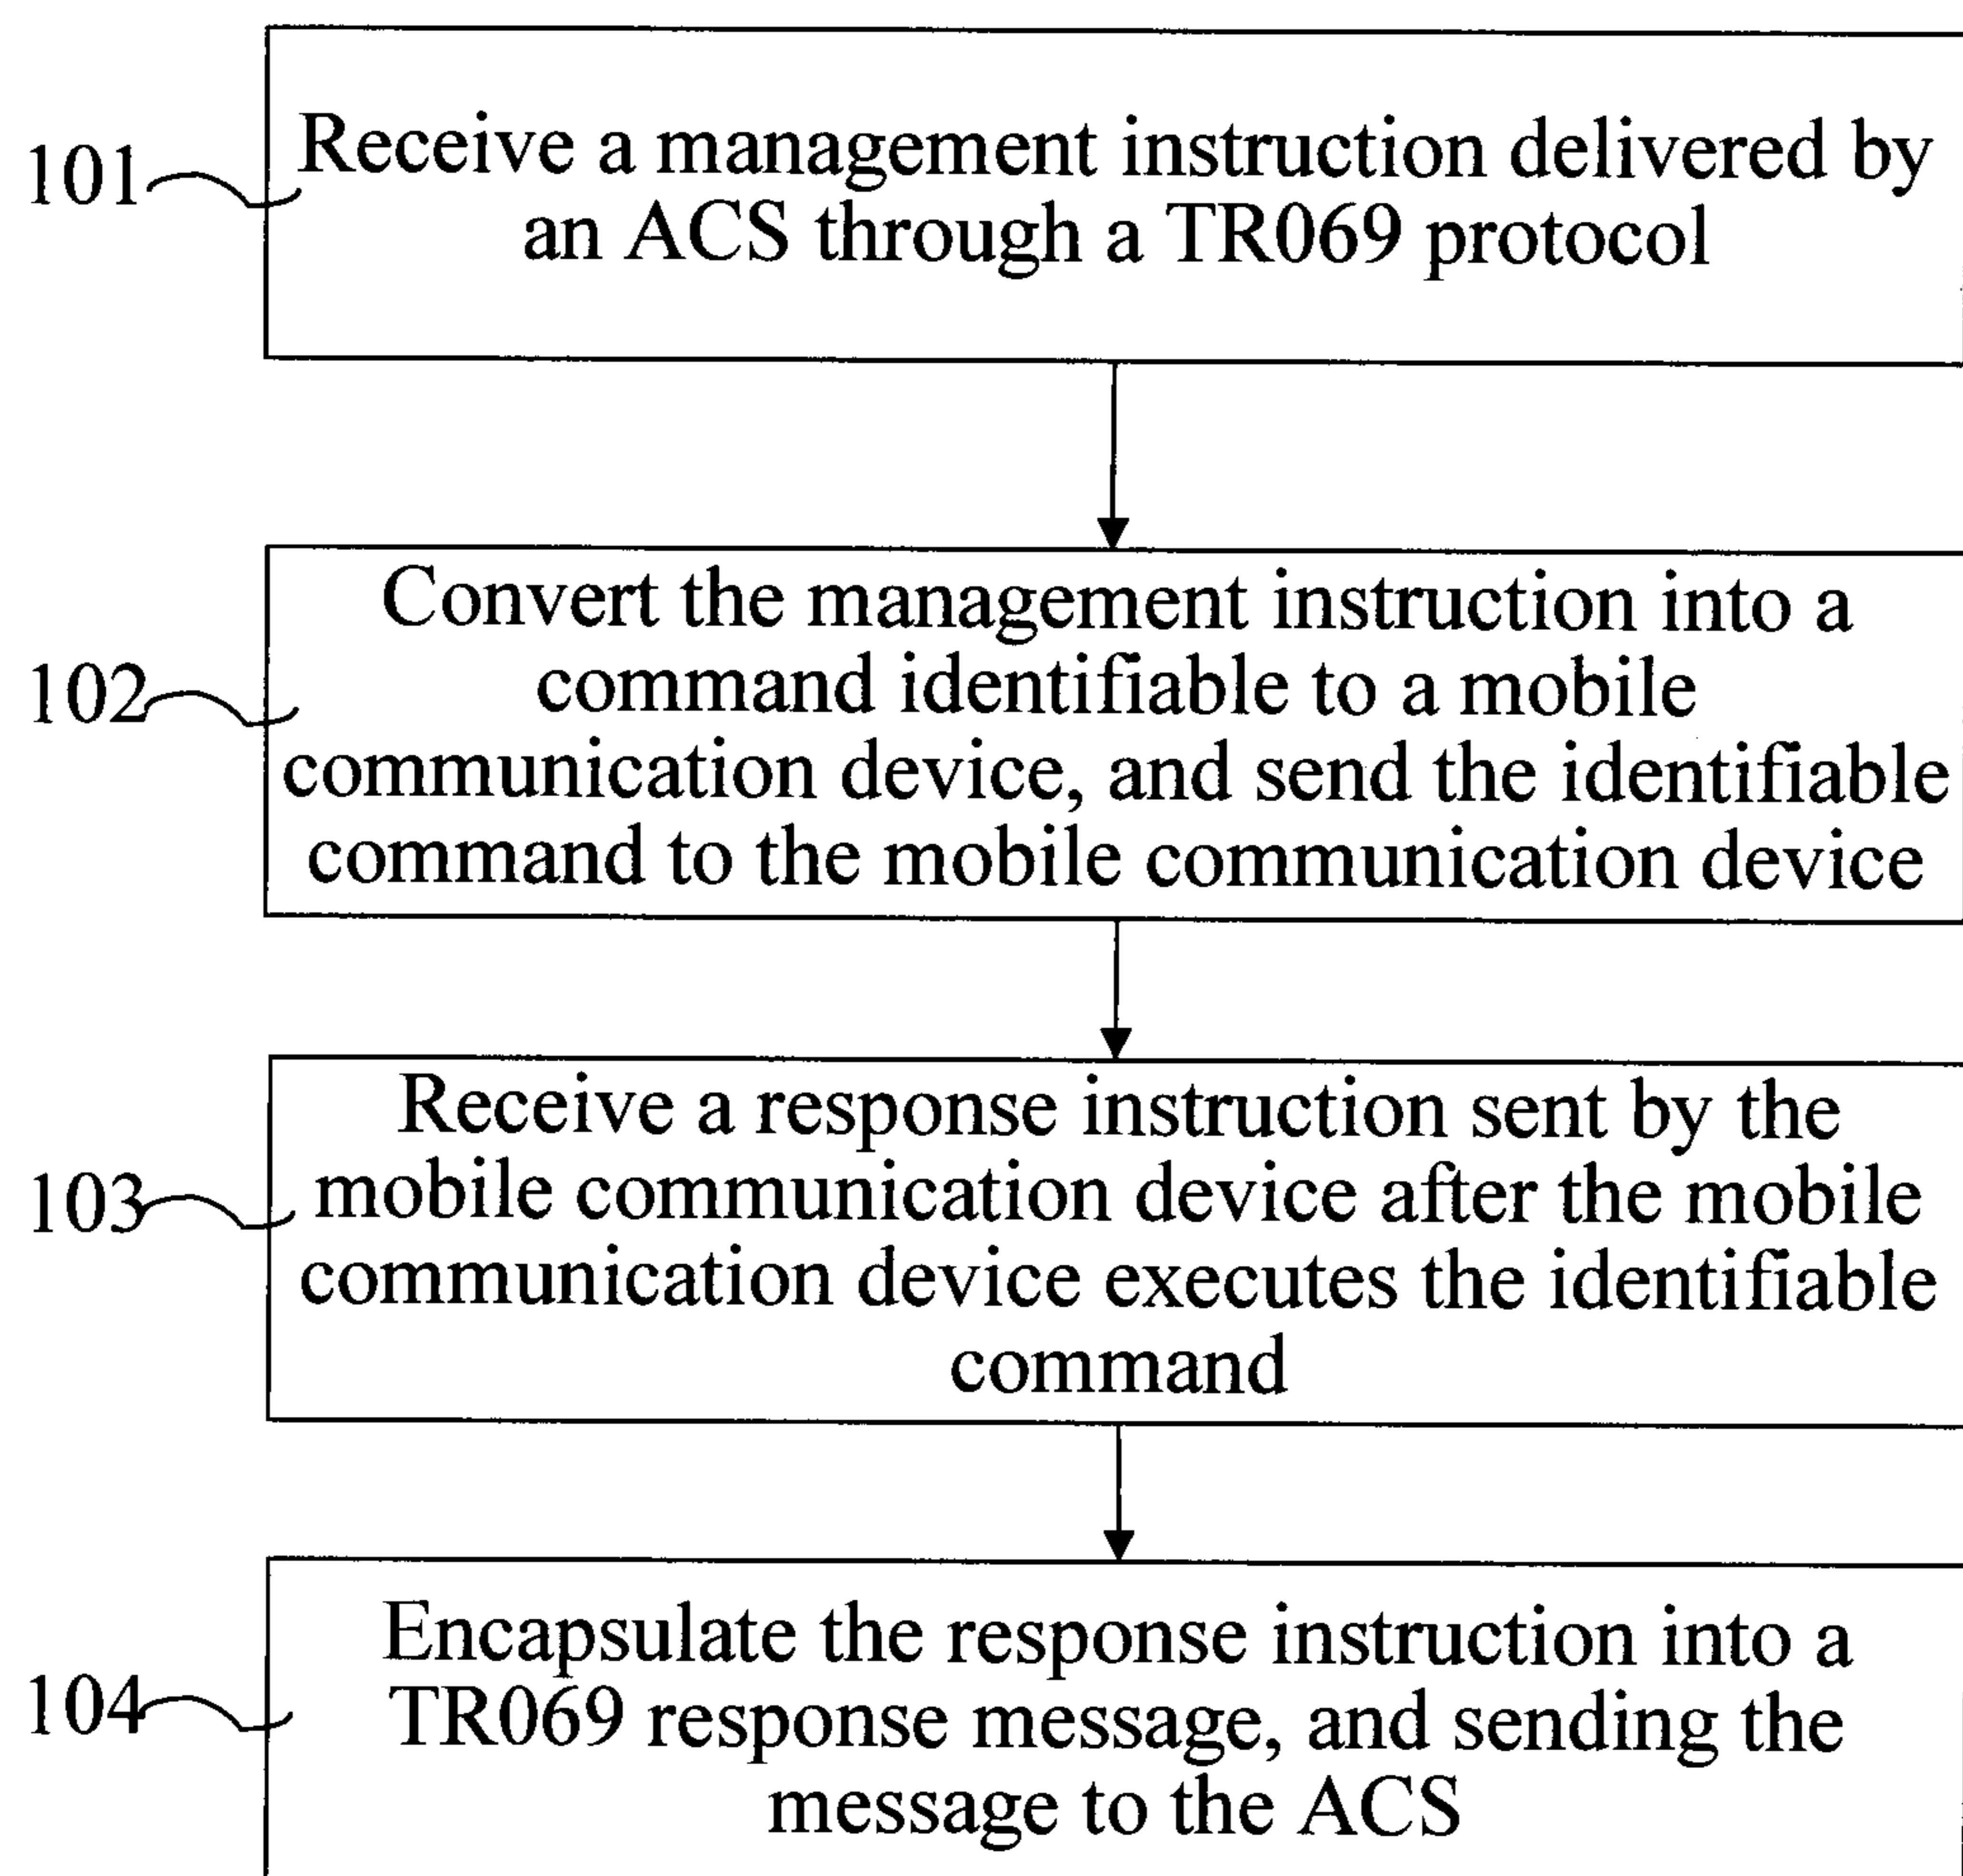 101
Receive a management instruction delivered by
an ACS through a TR069 protocol
102
Convert the management instruction into a
command identifiable to a mobile
communication device, and send the identifiable
command to the mobile communication device
103
Receive a response instruction sent by the
mobile communication device after the mobile
communication device executes the identifiable
command
104
Encapsulate the response instruction into a
TR069 response message, and sending the
message to the ACS